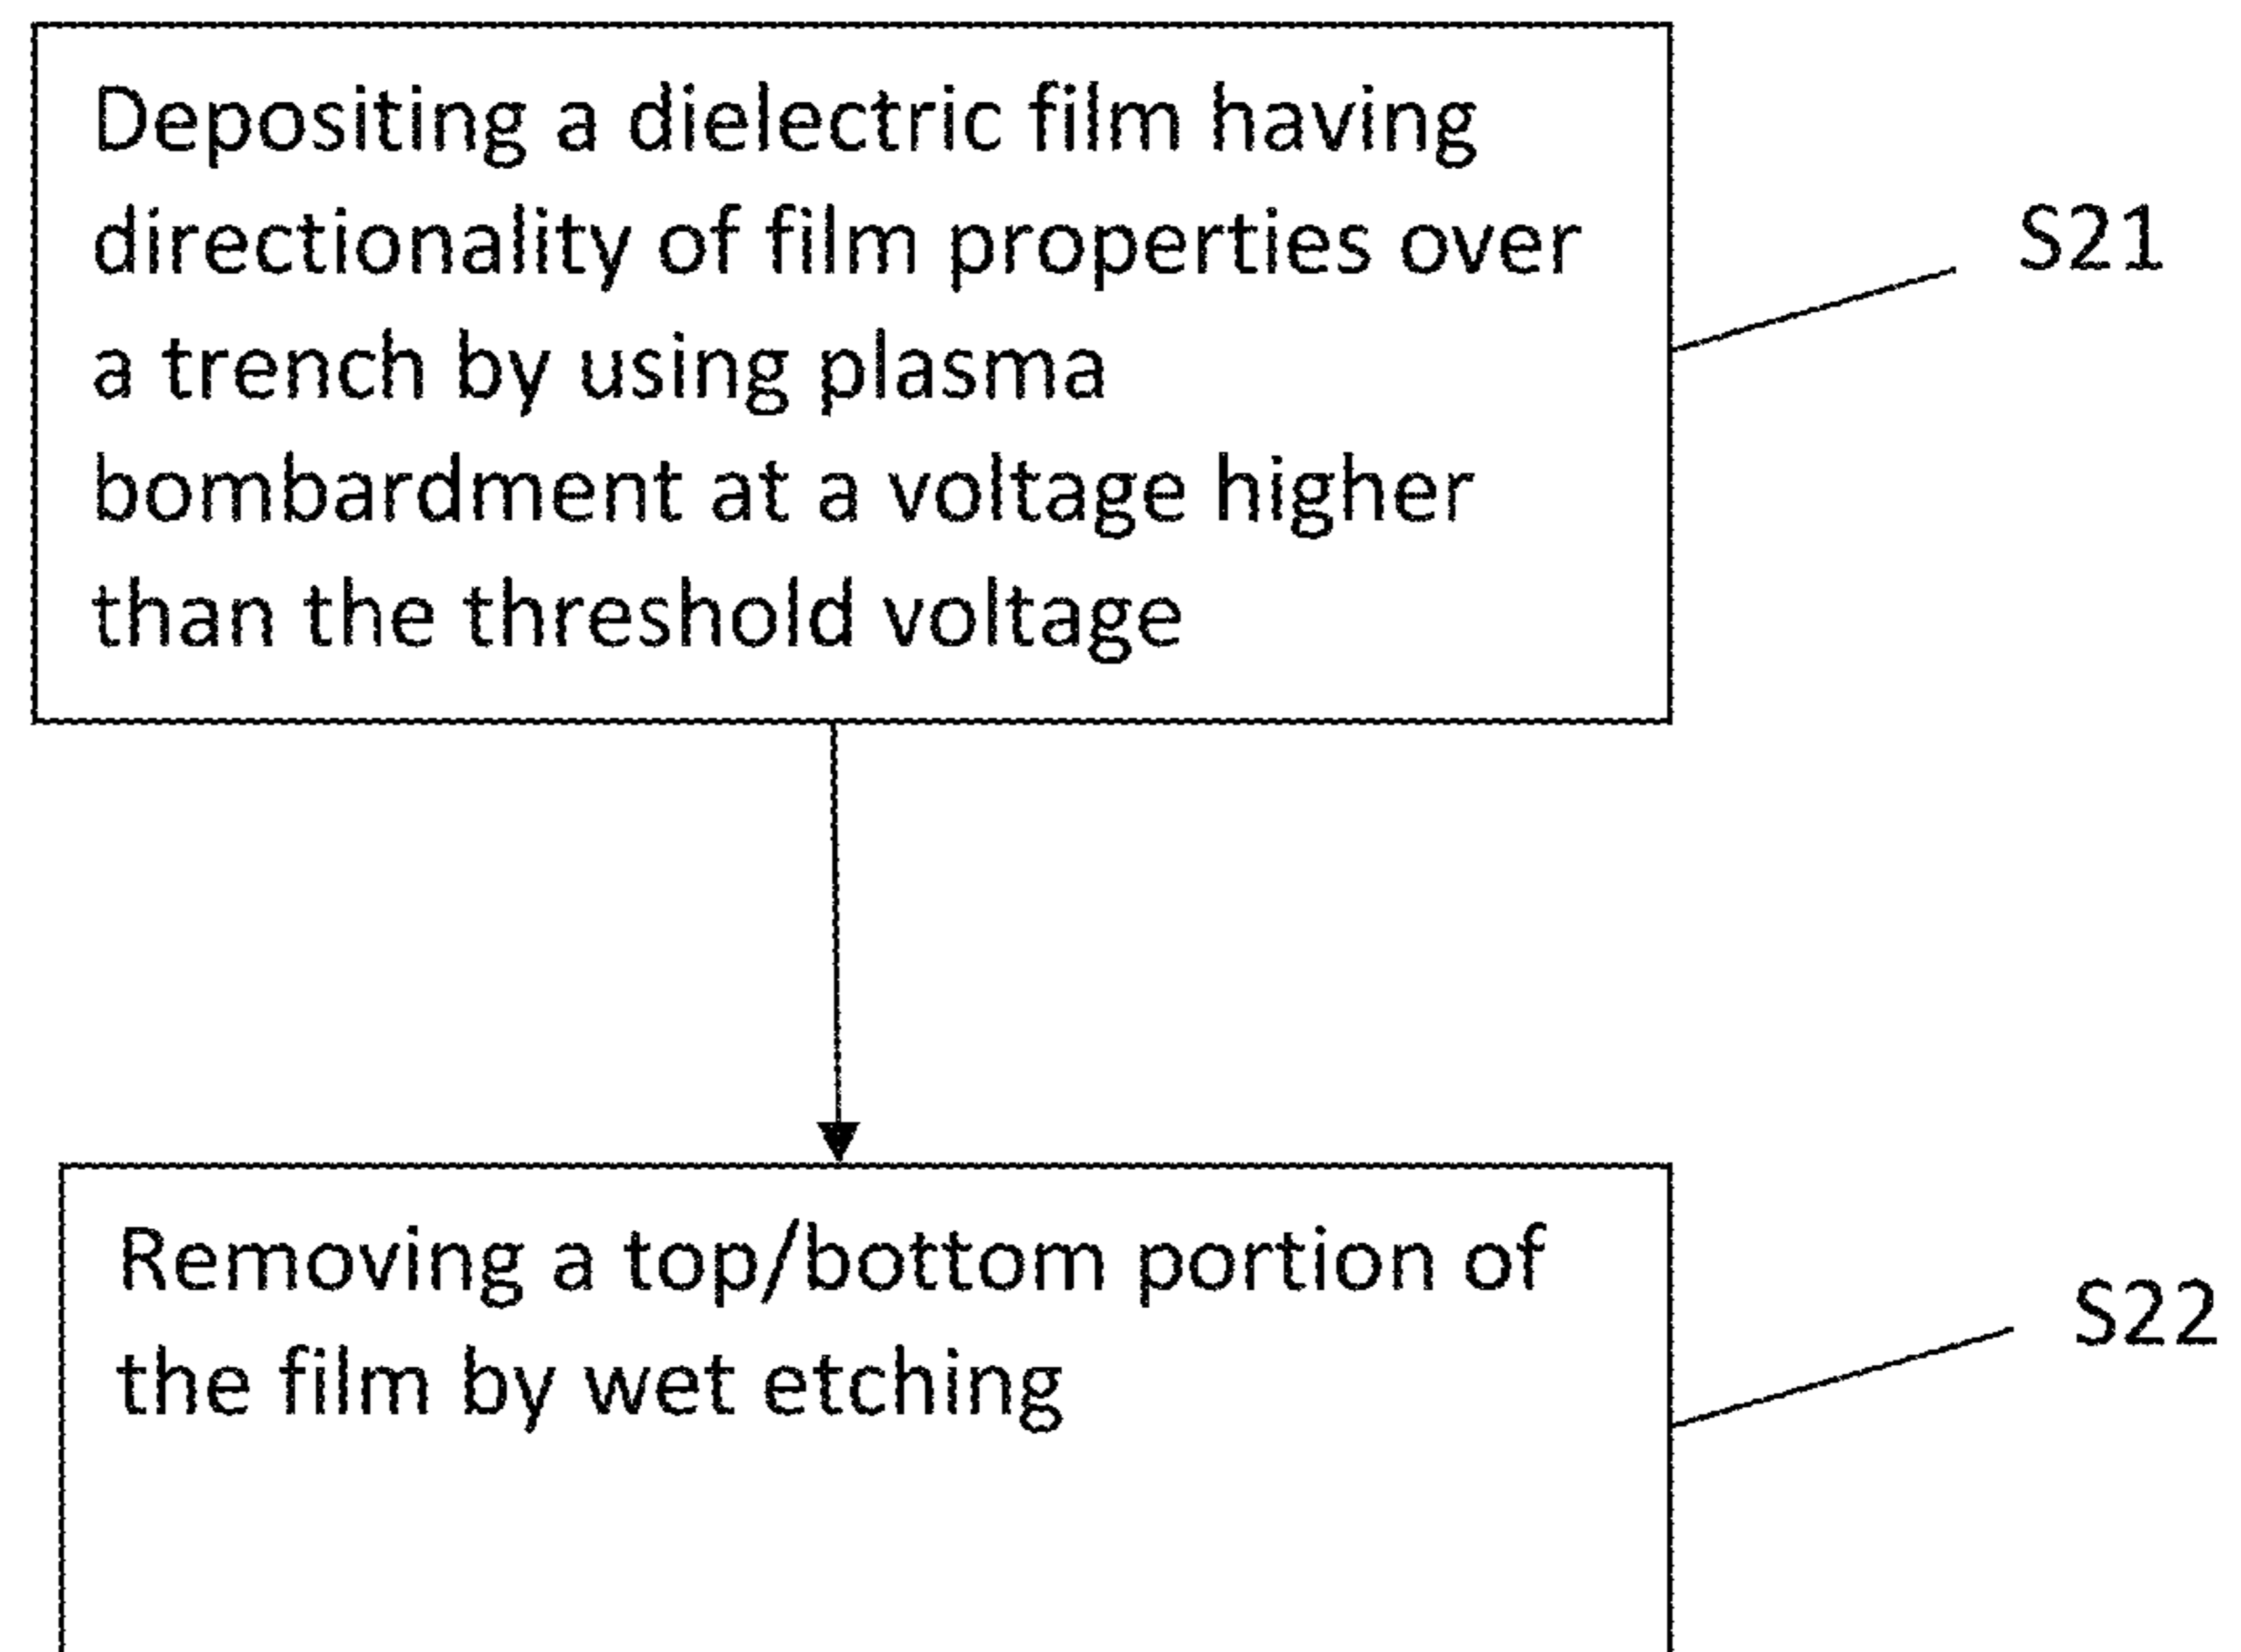 Depositing a dielectric film having
directionality of film properties over
a trench by using plasma
bombardment at a voltage higher
than the threshold voltage
S21
Removing a top/bottom portion of
the film by wet etching
S22